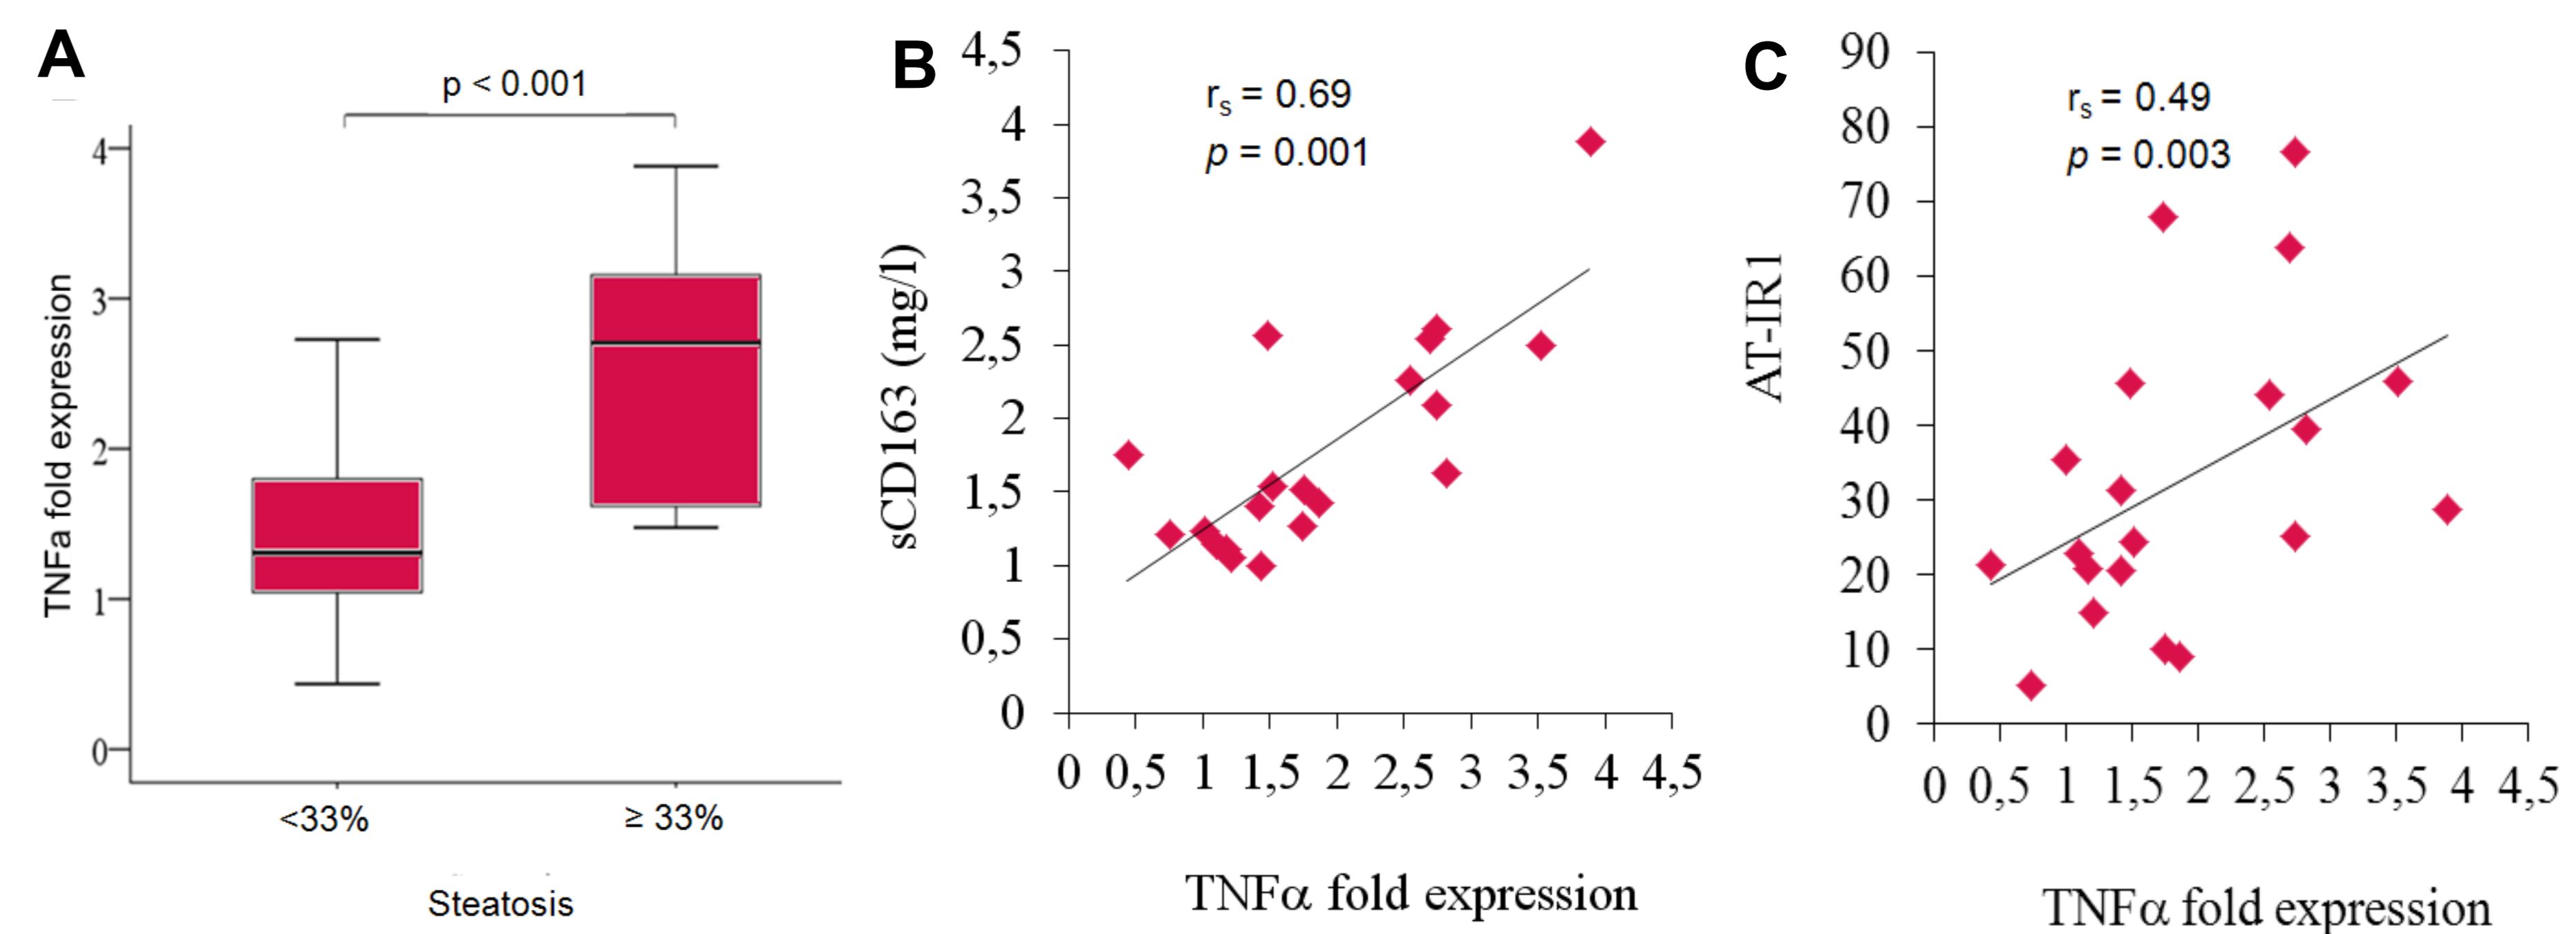 A
p < 0.001
4
3
2
1
0
TNFa fold expression
<33%
≥ 33%
Steatosis
B
4,5
4
3,5
3
2,5
2
1,5
1
0,5
0
sCD163 (mg/l)
rs = 0.69
p = 0.001
0 0,5 1 1,5 2 2,5 3 3,5 4 4,5
TNFα fold expression
C
90
80
70
60
50
40
30
20
10
0
AT-IR1
rs = 0.49
p = 0.003
0 0,5 1 1,5 2 2,5 3 3,5 4 4,5
TNFα fold expression